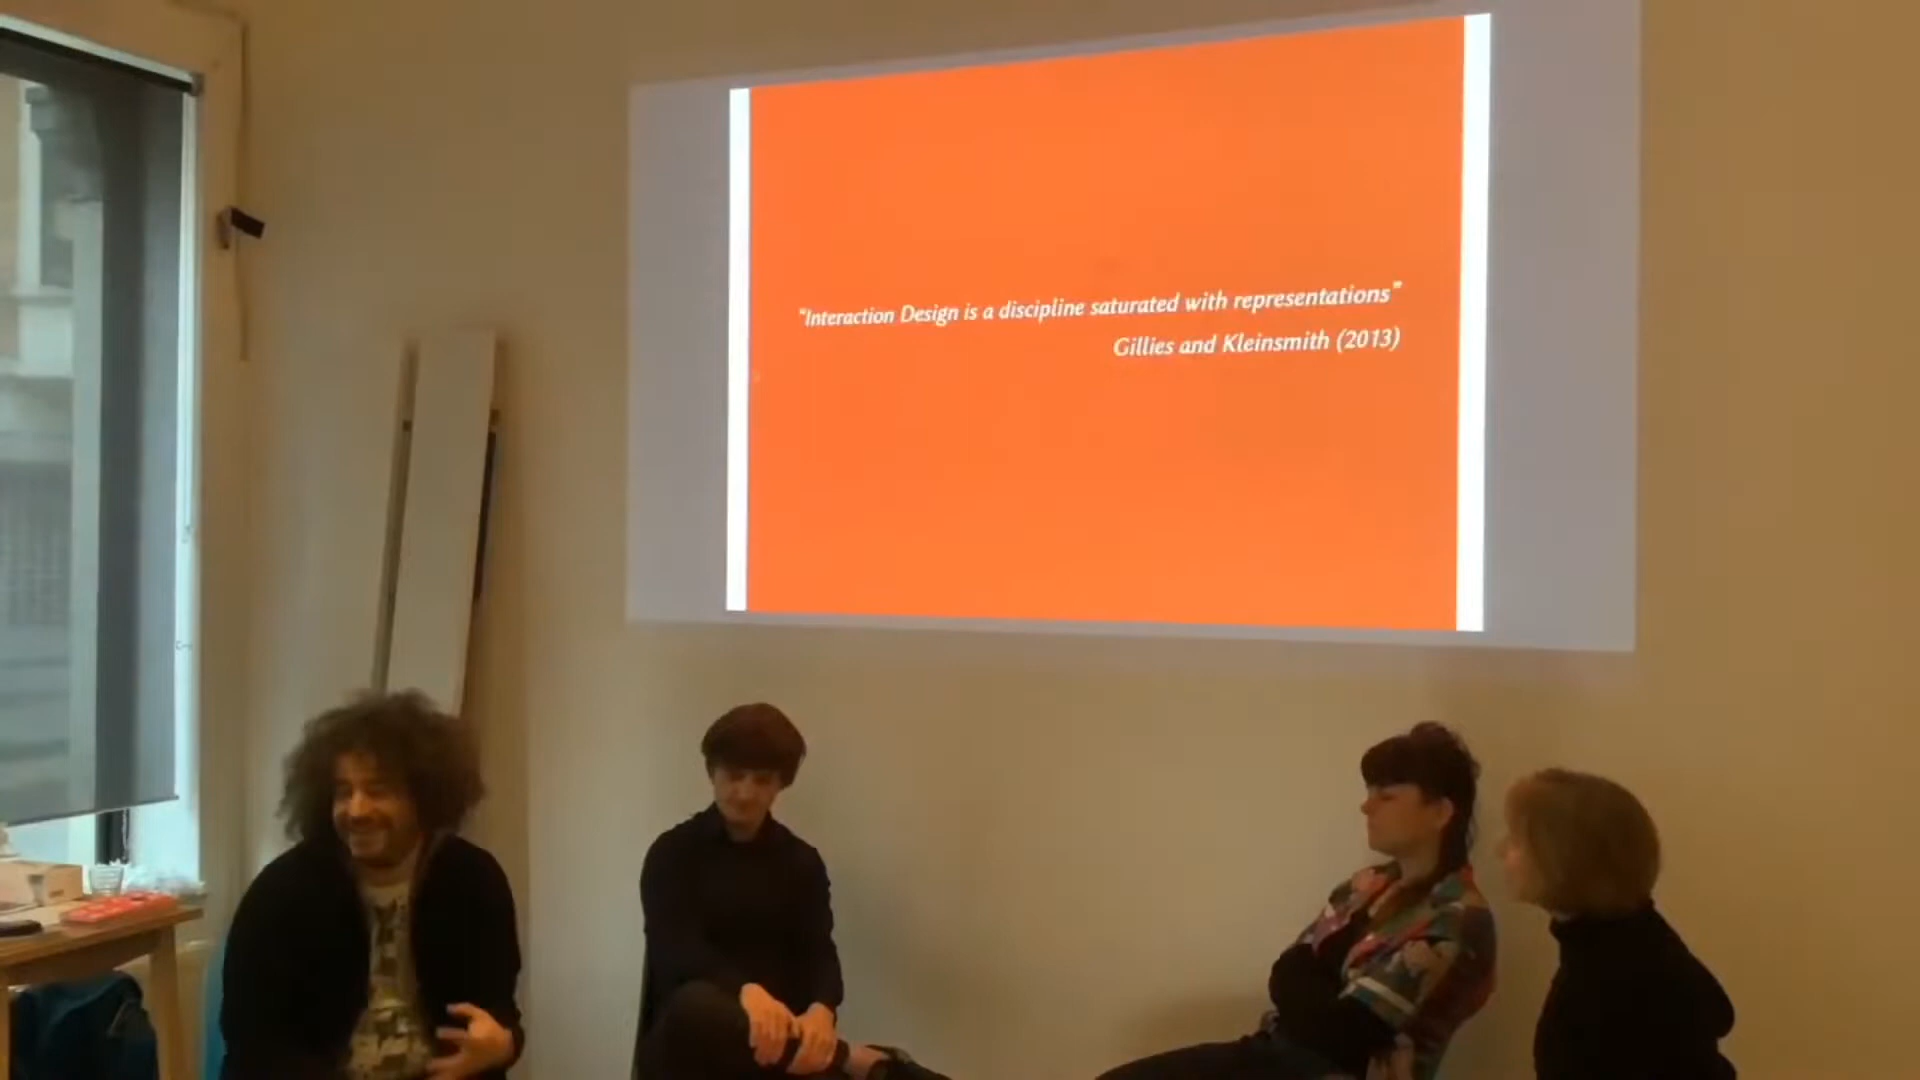 "Interaction Design is a discipline saturated with representations"
Gillies and Kleinsmith (2013)